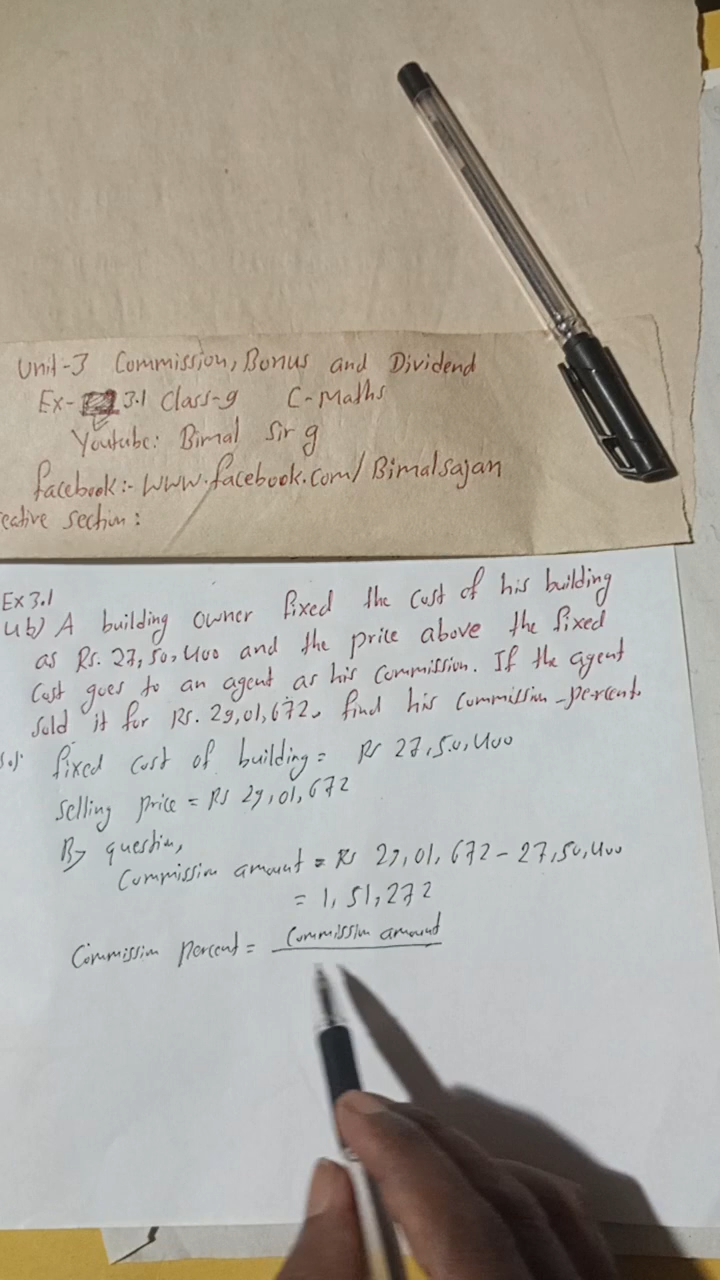 Unit-3 Commission, Bonus and Dividend
Ex- 3.1 Class-9 C-Maths
Youtube: Bimal Sir g
facebook:- www.facebook.com/Bimalsajan
eative section:
Ex 3.1
4b) A building owner fixed the cost of his building
as Rs. 27,50,400 and the price above the fixed
cost goes to an agent as his commission. If the agent
sold it for Rs. 29,01,672, find his commission-percent.
Sol: fixed cost of building = Rs 27,50,400
Selling price = Rs 29,01,672
By question,
Commission amount = Rs 29,01,672 - 27,50,400
= 1,51,272
Commission percent = Commission amount